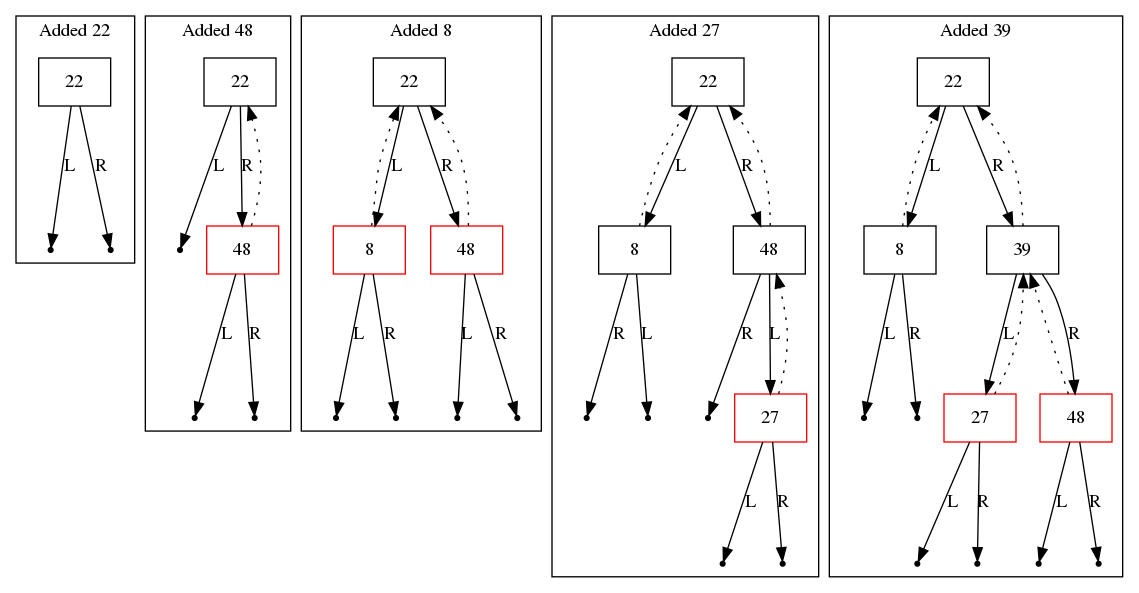 Added 22
22
L R
Added 48
22
L R
48
L R
Added 8
22
L R
8 48
L R L R
Added 27
22
L R
8 48
R L R L
27
L R
Added 39
22
L R
8 39
L R L R
27 48
L R L R